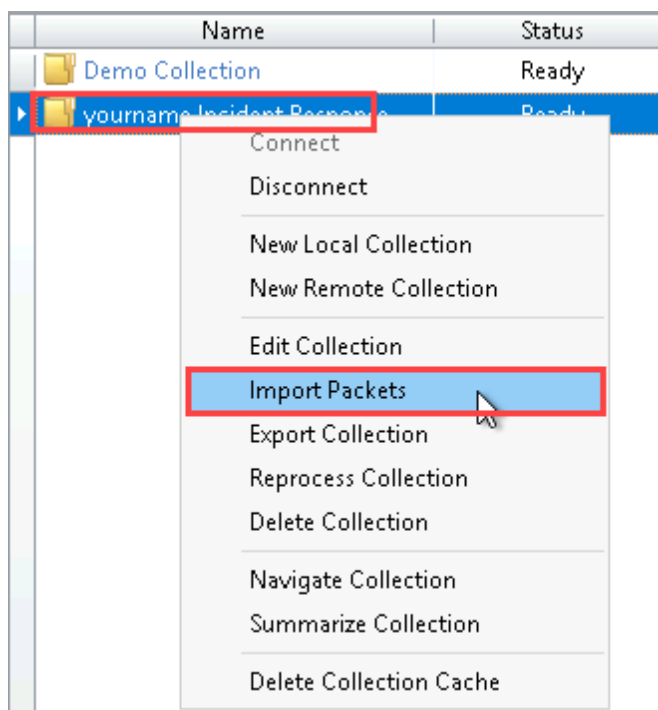 Name Status
Demo Collection Ready
yourname Incident Response Ready
Connect
Disconnect
New Local Collection
New Remote Collection
Edit Collection
Import Packets
Export Collection
Reprocess Collection
Delete Collection
Navigate Collection
Summarize Collection
Delete Collection Cache